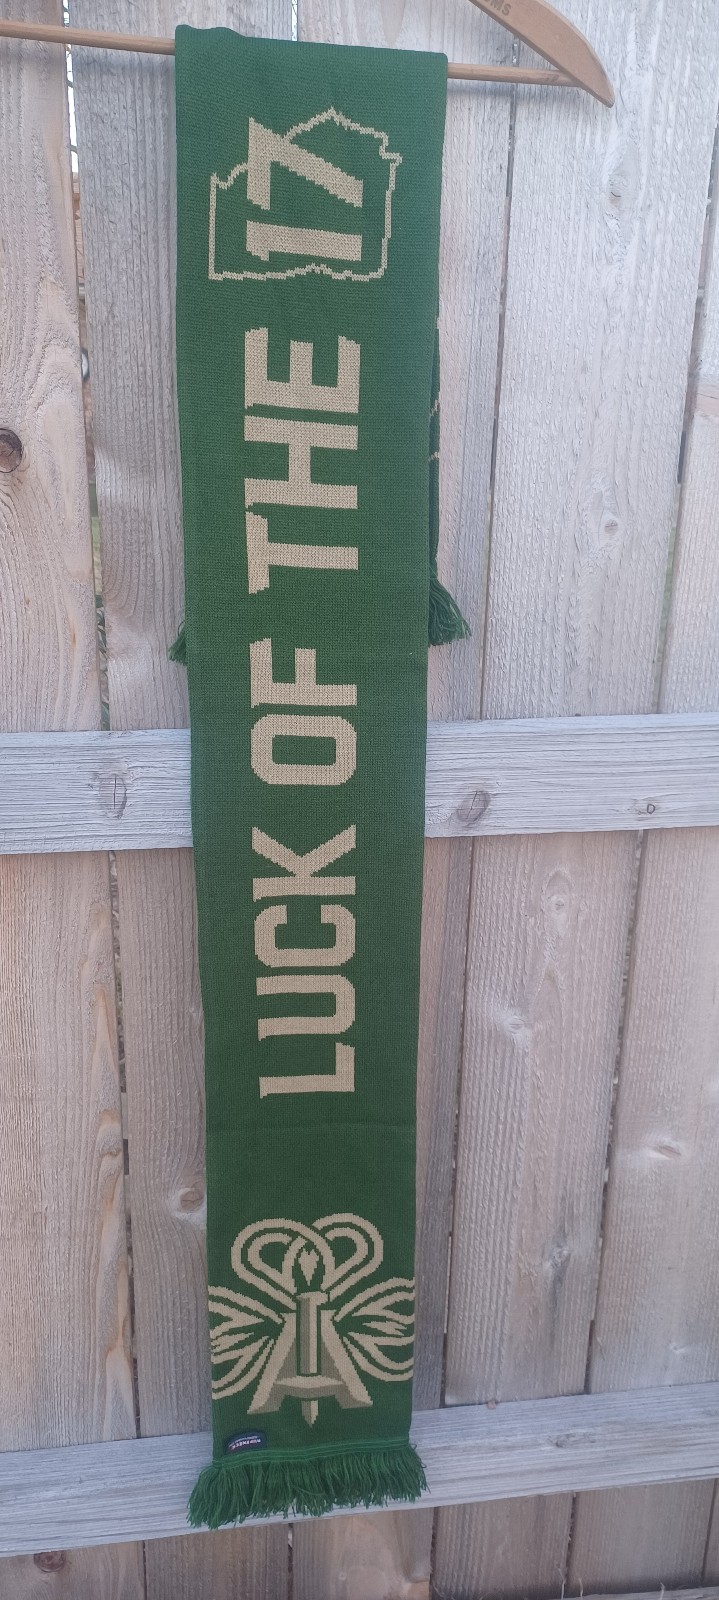 LUCK OF THE 17